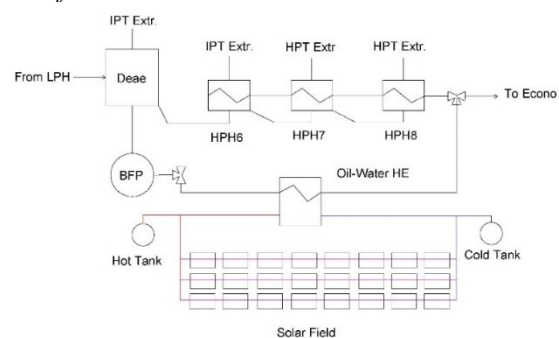 IPT Extr.
IPT Extr.
HPT Extr
HPT Extr.
From LPH
Deae
To Econo
HPH6
HPH7
HPH8
BFP
Oil-Water HE
Hot Tank
Cold Tank
Solar Field